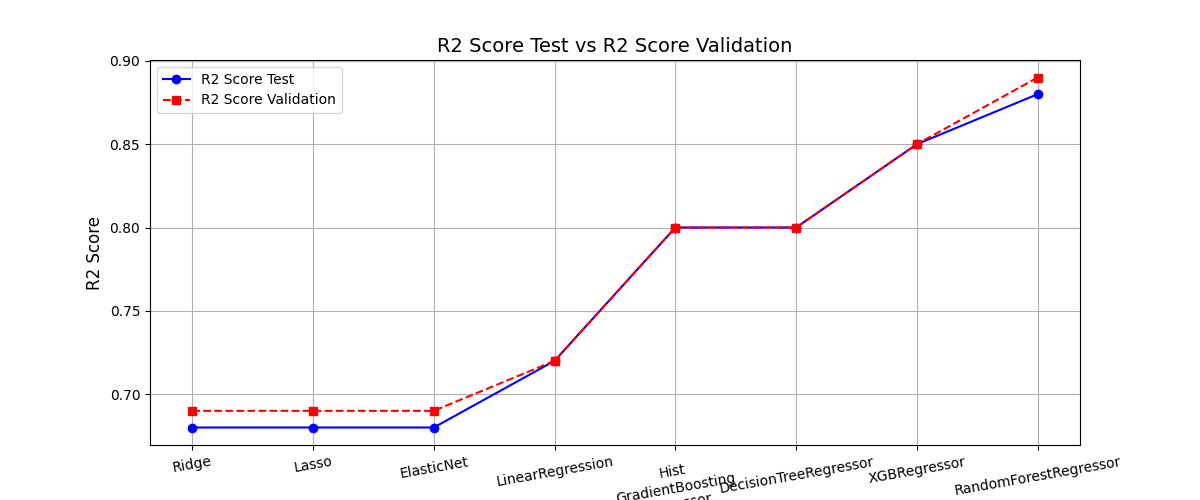 R2 Score Test vs R2 Score Validation
R2 Score Test
R2 Score Validation
0.90
0.85
0.80
0.75
0.70
R2 Score
Ridge
Lasso
ElasticNet
LinearRegression
Hist
GradientBoosting
DecisionTreeRegressor
XGBRegressor
RandomForestRegressor